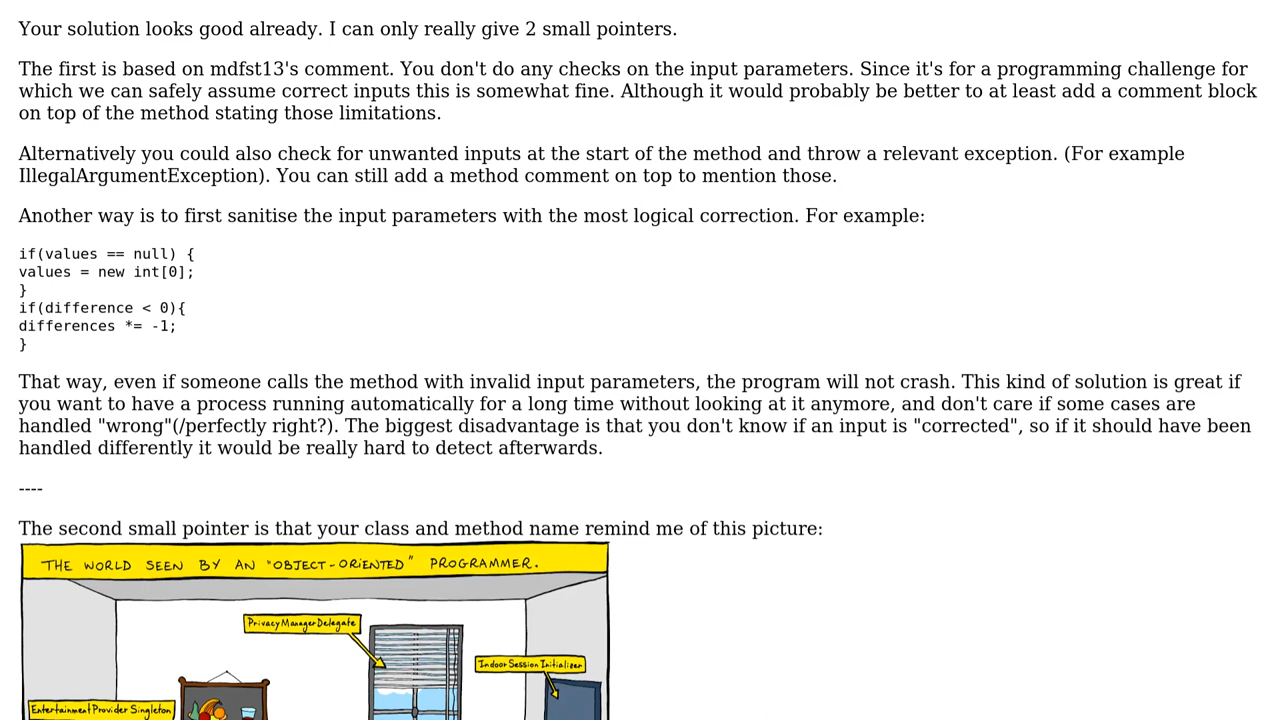 Your solution looks good already. I can only really give 2 small pointers.
The first is based on mdfst13's comment. You don't do any checks on the input parameters. Since it's for a programming challenge for
which we can safely assume correct inputs this is somewhat fine. Although it would probably be better to at least add a comment block
on top of the method stating those limitations.
Alternatively you could also check for unwanted inputs at the start of the method and throw a relevant exception. (For example
IllegalArgumentException). You can still add a method comment on top to mention those.
Another way is to first sanitise the input parameters with the most logical correction. For example:
if(values == null) {
values = new int[0];
}
if(difference < 0){
differences *= -1;
}
That way, even if someone calls the method with invalid input parameters, the program will not crash. This kind of solution is great if
you want to have a process running automatically for a long time without looking at it anymore, and don't care if some cases are
handled "wrong"(/perfectly right?). The biggest disadvantage is that you don't know if an input is "corrected", so if it should have been
handled differently it would be really hard to detect afterwards.
----
The second small pointer is that your class and method name remind me of this picture:
THE WORLD SEEN BY AN "OBJECT-ORIENTED" PROGRAMMER.
PrivacyManagerDelegate
IndoorSessionInitializer
EntertainmentProviderSingleton